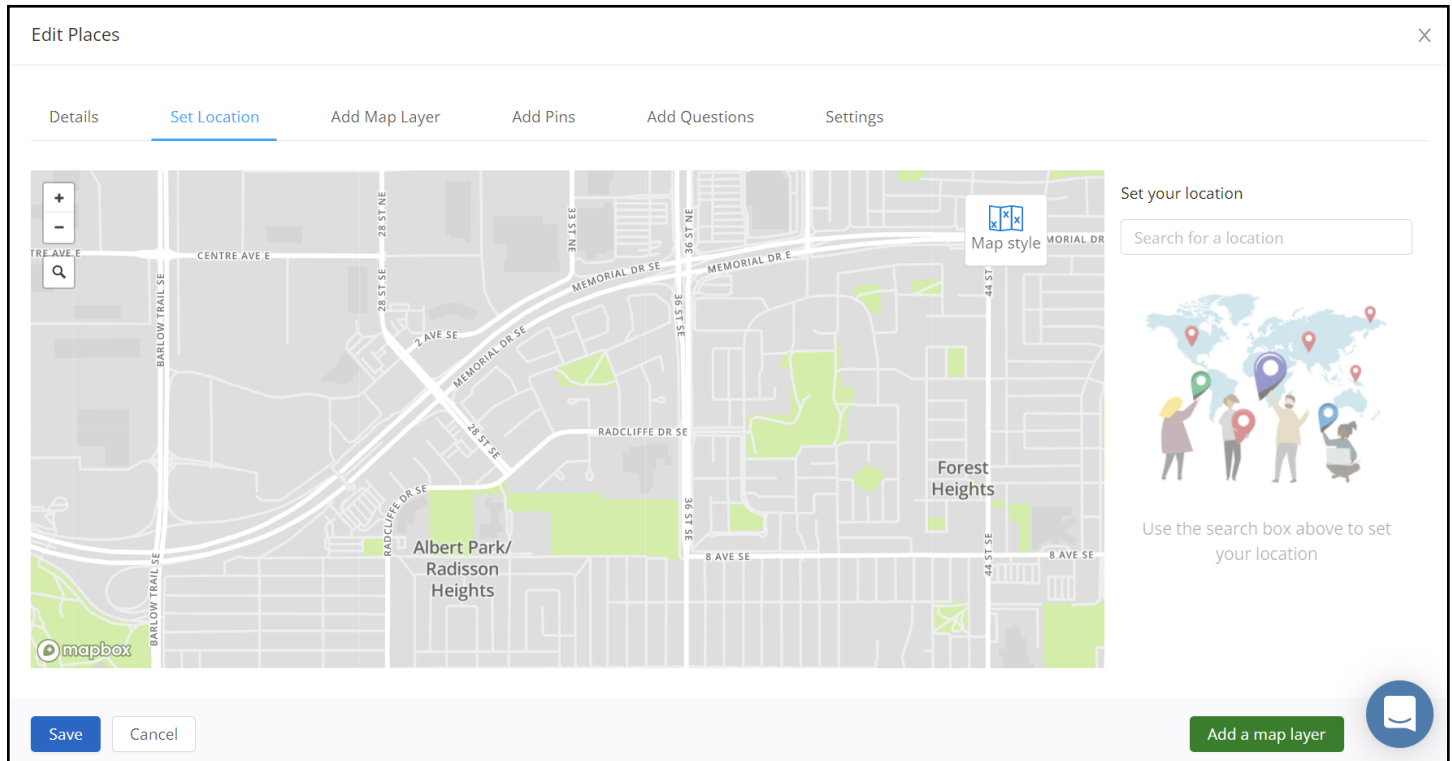 Edit Places
X
Details
Set Location
Add Map Layer
Add Pins
Add Questions
Settings
+
−
28 ST NE
33 ST NE
36 ST NE
Map style
MORIAL DR
TRE AVE E
CENTRE AVE E
MEMORIAL DR SE
MEMORIAL DR E
44 ST
BARLOW TRAIL SE
28 ST SE
36 ST SE
2 AVE SE
MEMORIAL DR SE
28 ST SE
RADCLIFFE DR SE
Forest
Heights
RADCLIFFE DR SE
36 ST SE
Albert Park/
Radisson
Heights
8 AVE SE
44 ST SE
8 AVE SE
BARLOW TRAIL SE
mapbox
Set your location
Search for a location
Use the search box above to set
your location
Save
Cancel
Add a map layer